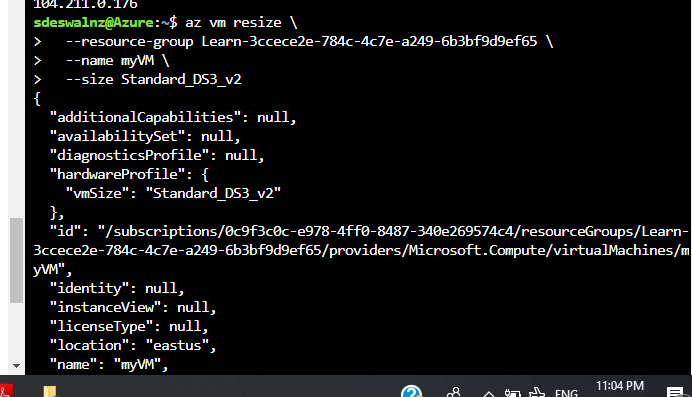 104.211.0.176
sdeswalnz@Azure:~$ az vm resize \
>   --resource-group Learn-3ccece2e-784c-4c7e-a249-6b3bf9d9ef65 \
>   --name myVM \
>   --size Standard_DS3_v2
{
  "additionalCapabilities": null,
  "availabilitySet": null,
  "diagnosticsProfile": null,
  "hardwareProfile": {
    "vmSize": "Standard_DS3_v2"
  },
  "id": "/subscriptions/0c9f3c0c-e978-4ff0-8487-340e269574c4/resourceGroups/Learn-
3ccece2e-784c-4c7e-a249-6b3bf9d9ef65/providers/Microsoft.Compute/virtualMachines/m
yVM",
  "identity": null,
  "instanceView": null,
  "licenseType": null,
  "location": "eastus",
  "name": "myVM",
ENG
11:04 PM